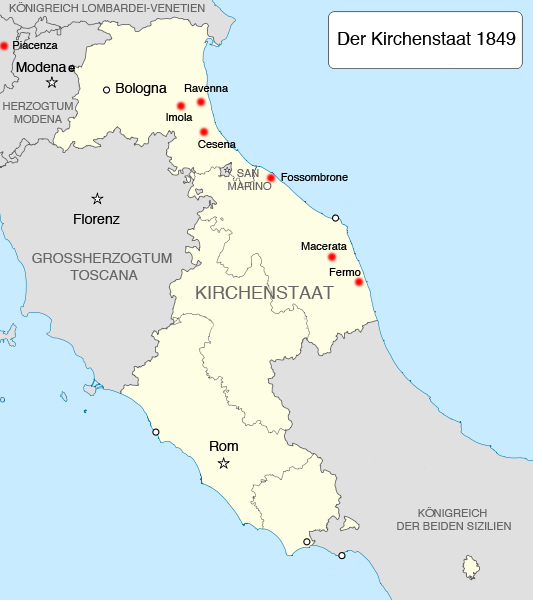 KÖNIGREICH LOMBARDEI-VENETIEN
Der Kirchenstaat 1849
Piacenza
Modena
Bologna
Ravenna
HERZOGTUM
MODENA
Imola
Cesena
SAN
MARINO
Fossombrone
Florenz
Macerata
GROSSHERZOGTUM
TOSCANA
Fermo
KIRCHENSTAAT
Rom
KÖNIGREICH
DER BEIDEN SIZILIEN